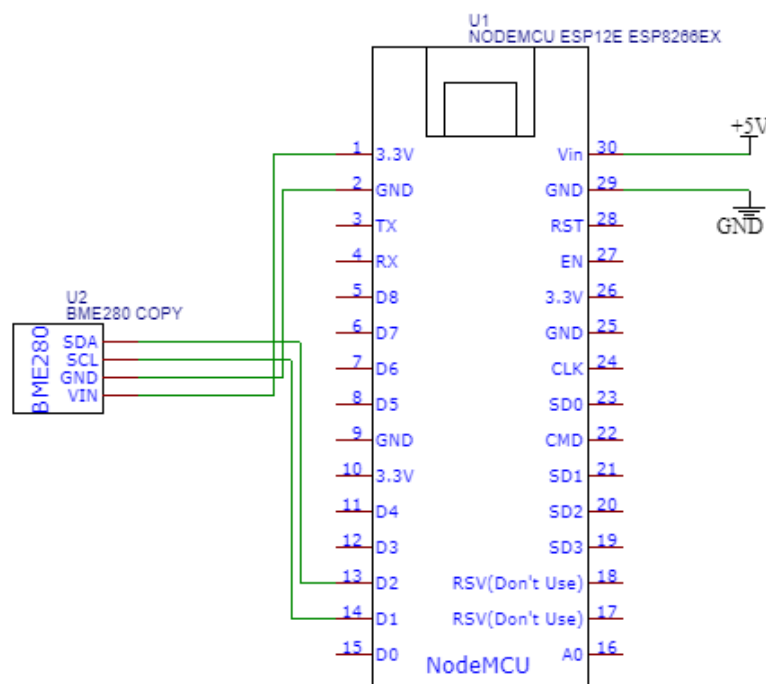 U1
NODEMCU ESP12E ESP8266EX
+5V
1 3.3V Vin 30
2 GND GND 29
3 TX RST 28
GND
4 RX EN 27
U2
BME280 COPY
5 D8 3.3V 26
BME280
SDA
SCL
GND
VIN
6 D7 GND 25
7 D6 CLK 24
8 D5 SD0 23
9 GND CMD 22
10 3.3V SD1 21
11 D4 SD2 20
12 D3 SD3 19
13 D2 RSV(Don't Use) 18
14 D1 RSV(Don't Use) 17
15 D0 A0 16
NodeMCU